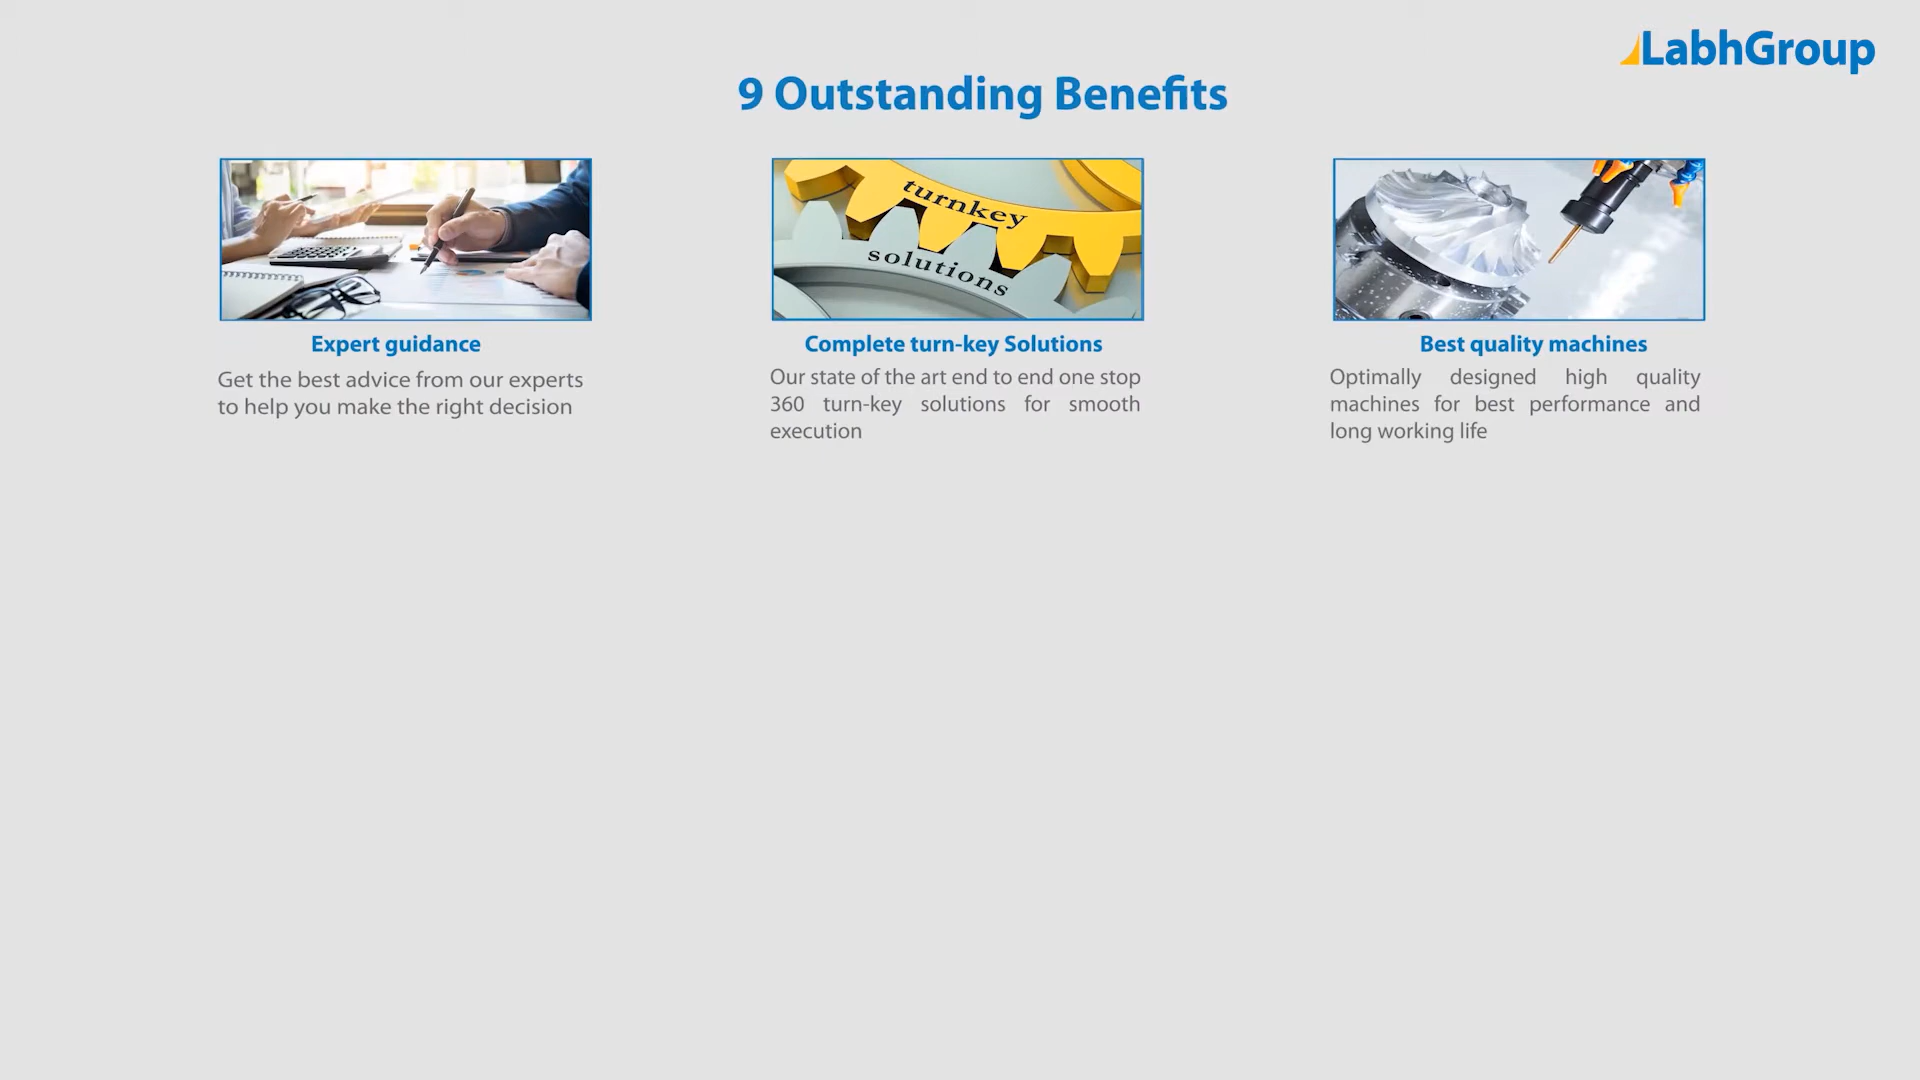 LabhGroup
9 Outstanding Benefits
turnkey
solutions
Expert guidance
Get the best advice from our experts
to help you make the right decision
Complete turn-key Solutions
Our state of the art end to end one stop
360 turn-key solutions for smooth
execution
Best quality machines
Optimally designed high quality
machines for best performance and
long working life